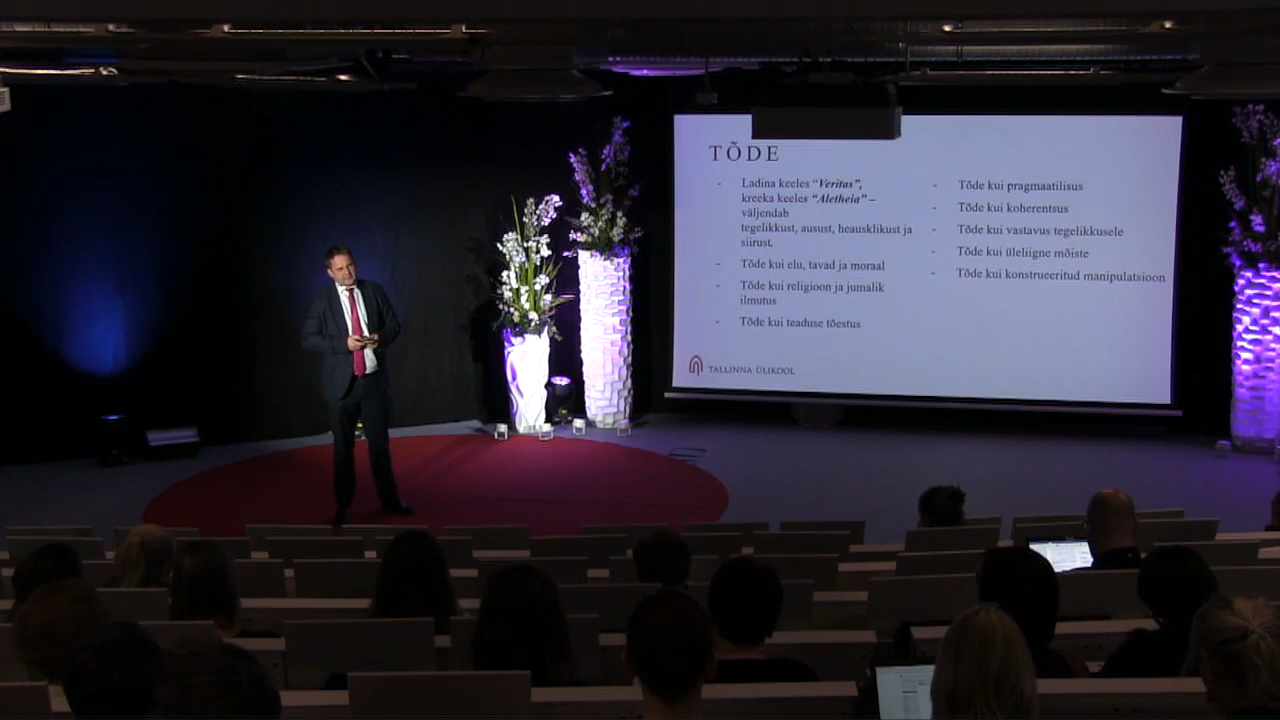 TÕDE
- Ladina keeles “Veritas”,
kreeka keeles “Aletheia” –
väljendab
tegelikkust, ausust, heausklikust ja
siirust.
- Tõde kui elu, tavad ja moraal
- Tõde kui religioon ja jumalik
ilmutus
- Tõde kui teaduse tõestus
- Tõde kui pragmaatilisus
- Tõde kui koherentsus
- Tõde kui vastavus tegelikkusele
- Tõde kui üleliigne mõiste
- Tõde kui konstrueeritud manipulatsioon
TALLINNA ÜLIKOOL